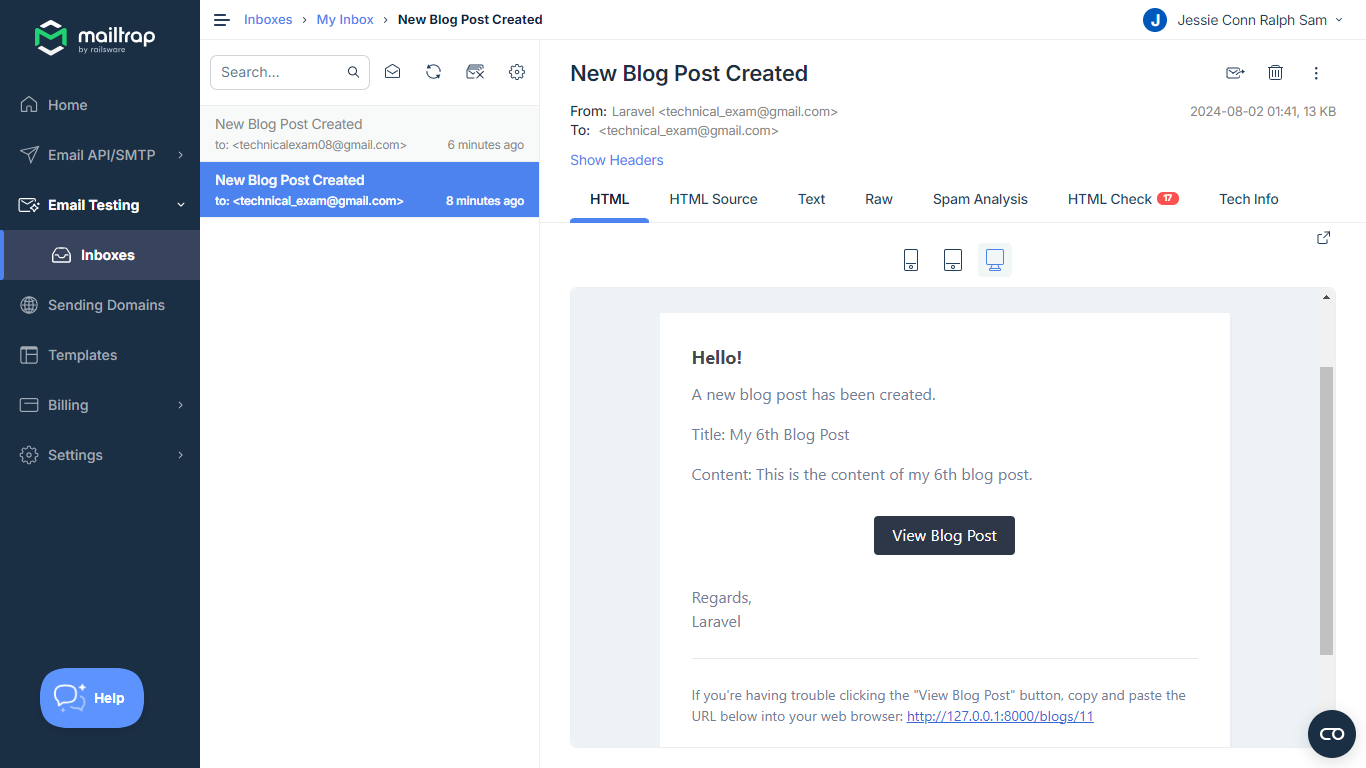 mailtrap
by railsware
Home
Email API/SMTP
Email Testing
Inboxes
Sending Domains
Templates
Billing
Settings
Help
Inboxes › My Inbox › New Blog Post Created
J Jessie Conn Ralph Sam
Search...
New Blog Post Created
to: <technicalexam08@gmail.com> 6 minutes ago
New Blog Post Created
to: <technical_exam@gmail.com> 8 minutes ago
New Blog Post Created
From: Laravel <technical_exam@gmail.com> 2024-08-02 01:41, 13 KB
To: <technical_exam@gmail.com>
Show Headers
HTML HTML Source Text Raw Spam Analysis HTML Check 17 Tech Info
Hello!
A new blog post has been created.
Title: My 6th Blog Post
Content: This is the content of my 6th blog post.
View Blog Post
Regards,
Laravel
If you're having trouble clicking the "View Blog Post" button, copy and paste the
URL below into your web browser: http://127.0.0.1:8000/blogs/11